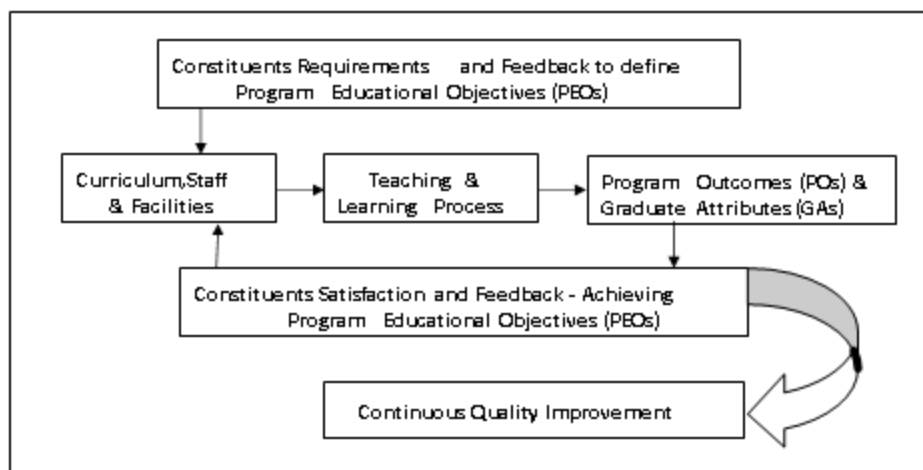 Constituents Requirements and Feedback to define
Program Educational Objectives (PEOs)
Curriculum,Staff
& Facilities
Teaching &
Learning Process
Program Outcomes (POs) &
Graduate Attributes (GAs)
Constituents Satisfaction and Feedback - Achieving
Program Educational Objectives (PEOs)
Continuous Quality Improvement